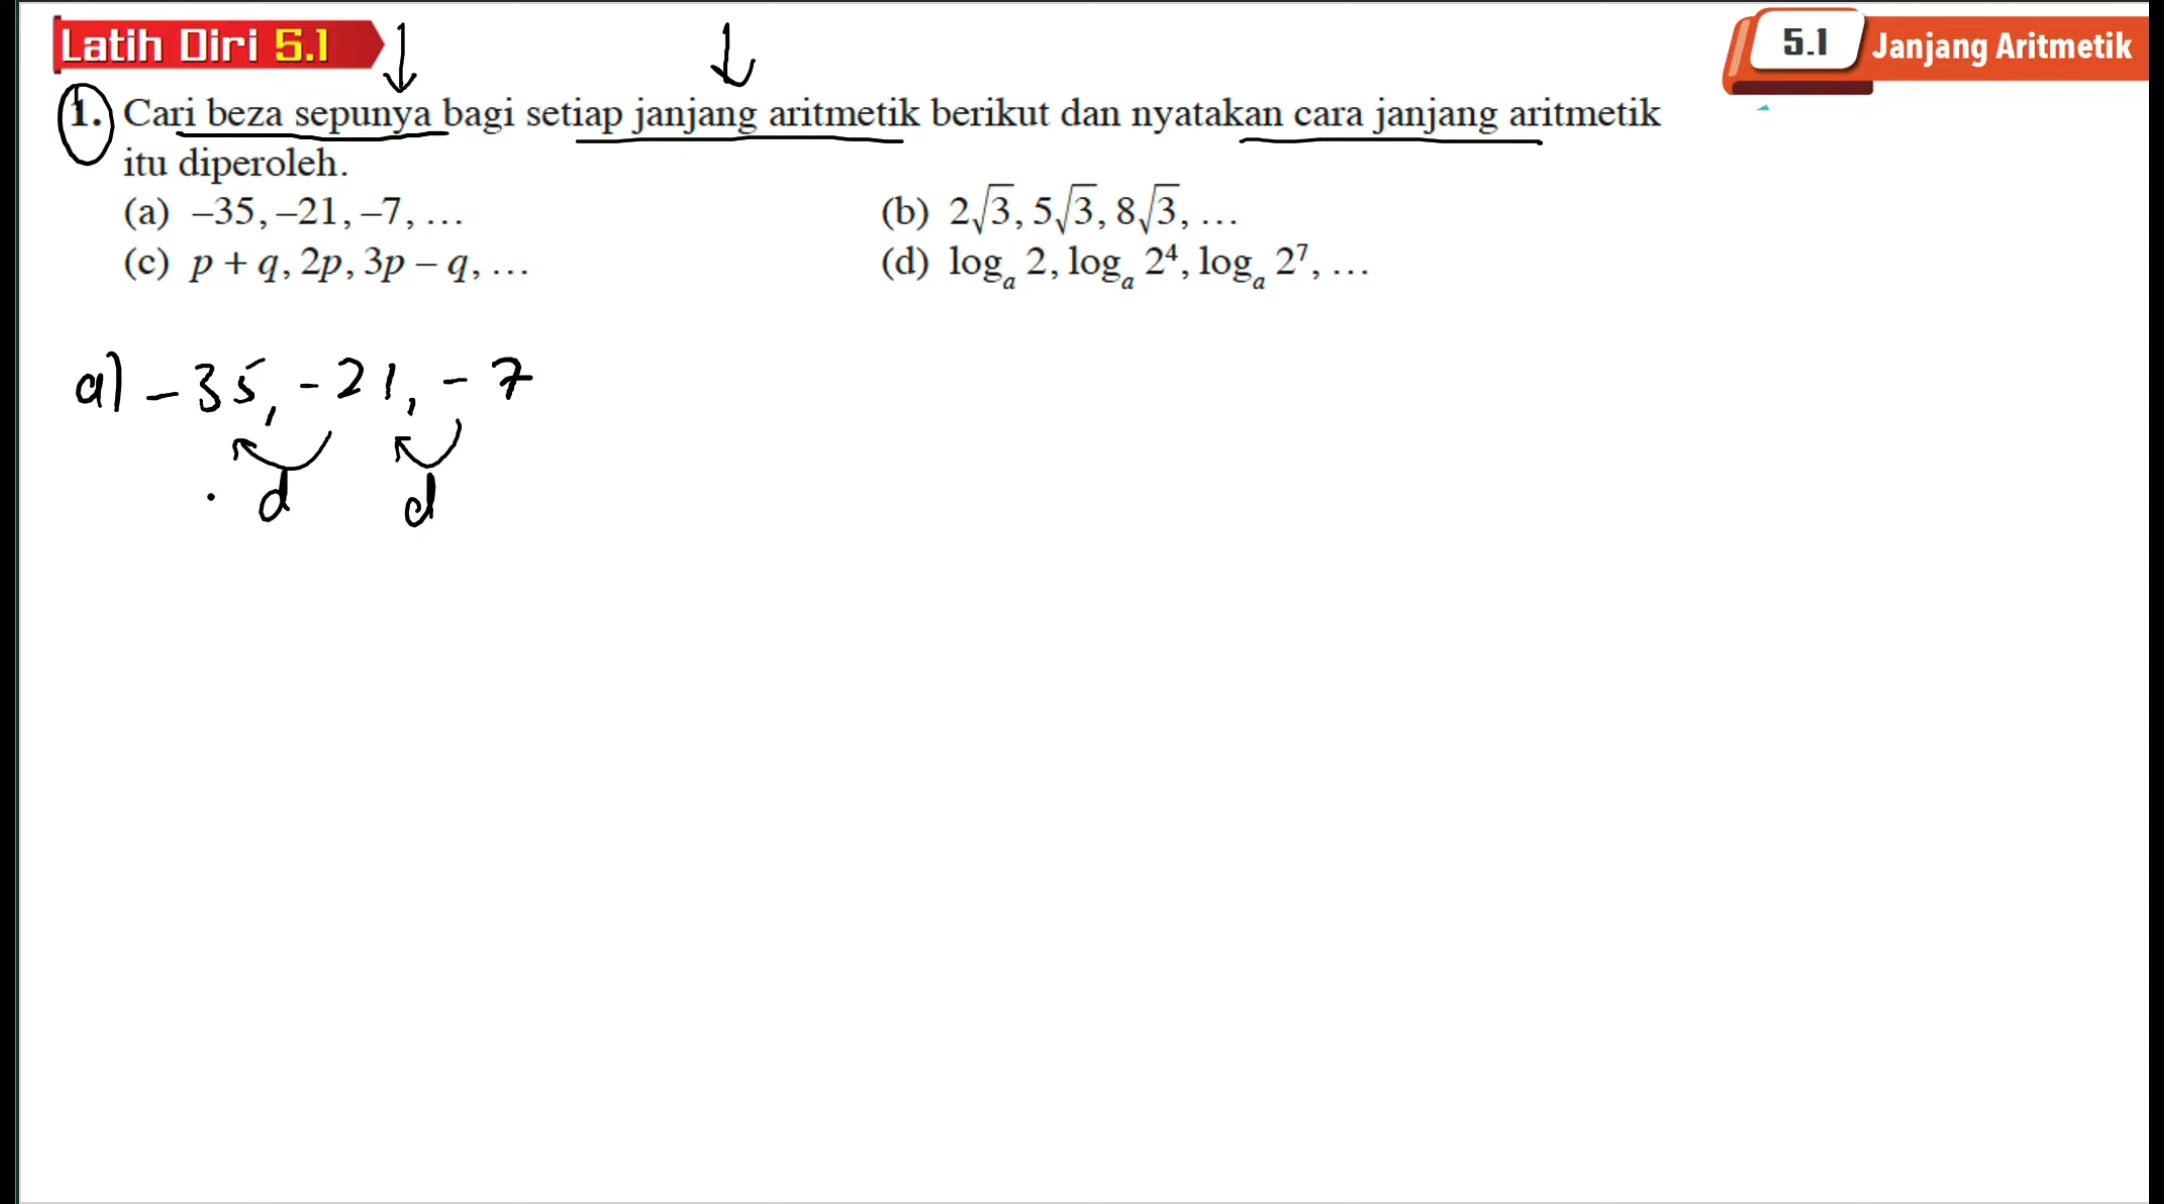 Latih Diri 5.1
5.1 Janjang Aritmetik
1. Cari beza sepunya bagi setiap janjang aritmetik berikut dan nyatakan cara janjang aritmetik
itu diperoleh.
(a) –35, –21, –7, …
(b) 2√3, 5√3, 8√3, …
(c) p + q, 2p, 3p – q, …
(d) logₐ 2, logₐ 2⁴, logₐ 2⁷, …
a) -35, -21, -7
d d